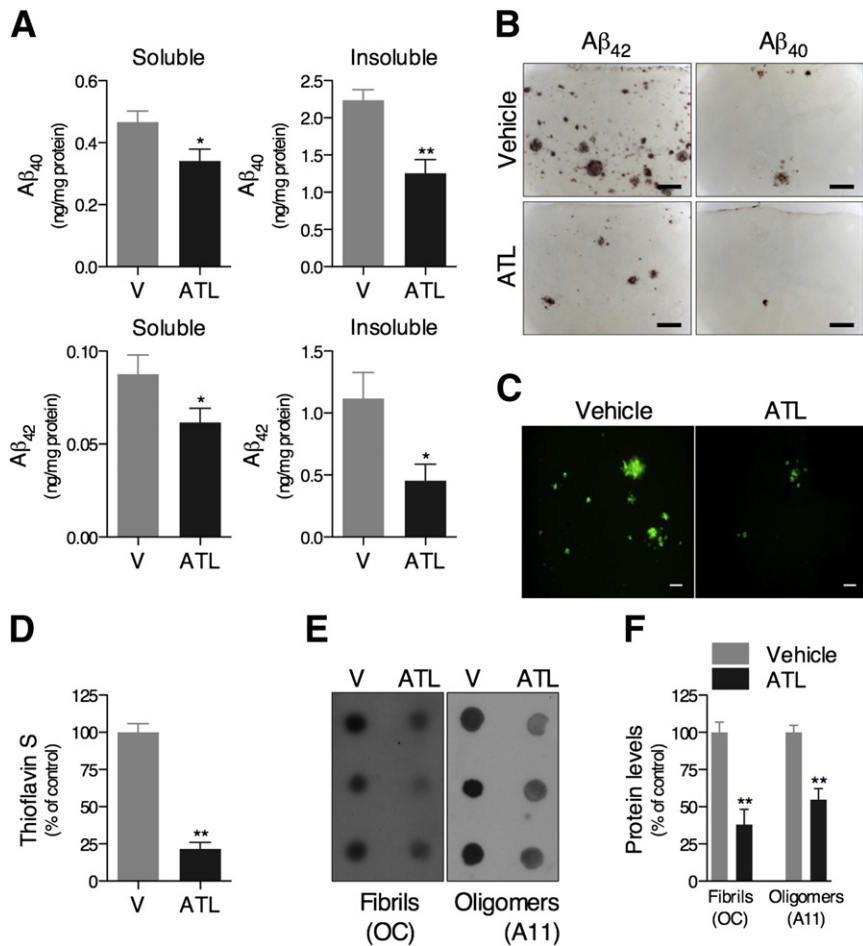 A
Soluble
Aβ40
(ng/mg protein)
0.6
0.4
0.2
0.0
*
V ATL
Insoluble
Aβ40
(ng/mg protein)
2.5
2.0
1.5
1.0
0.5
0.0
**
V ATL
Soluble
Aβ42
(ng/mg protein)
0.10
0.05
0.00
*
V ATL
Insoluble
Aβ42
(ng/mg protein)
1.5
1.0
0.5
0.0
*
V ATL
B
Aβ42 Aβ40
Vehicle
ATL
C
Vehicle ATL
D
Thioflavin S
(% of control)
125
100
75
50
25
0
**
V ATL
E
V ATL V ATL
Fibrils Oligomers
(OC) (A11)
F
Vehicle
ATL
Protein levels
(% of control)
125
100
75
50
25
0
** **
Fibrils Oligomers
(OC) (A11)